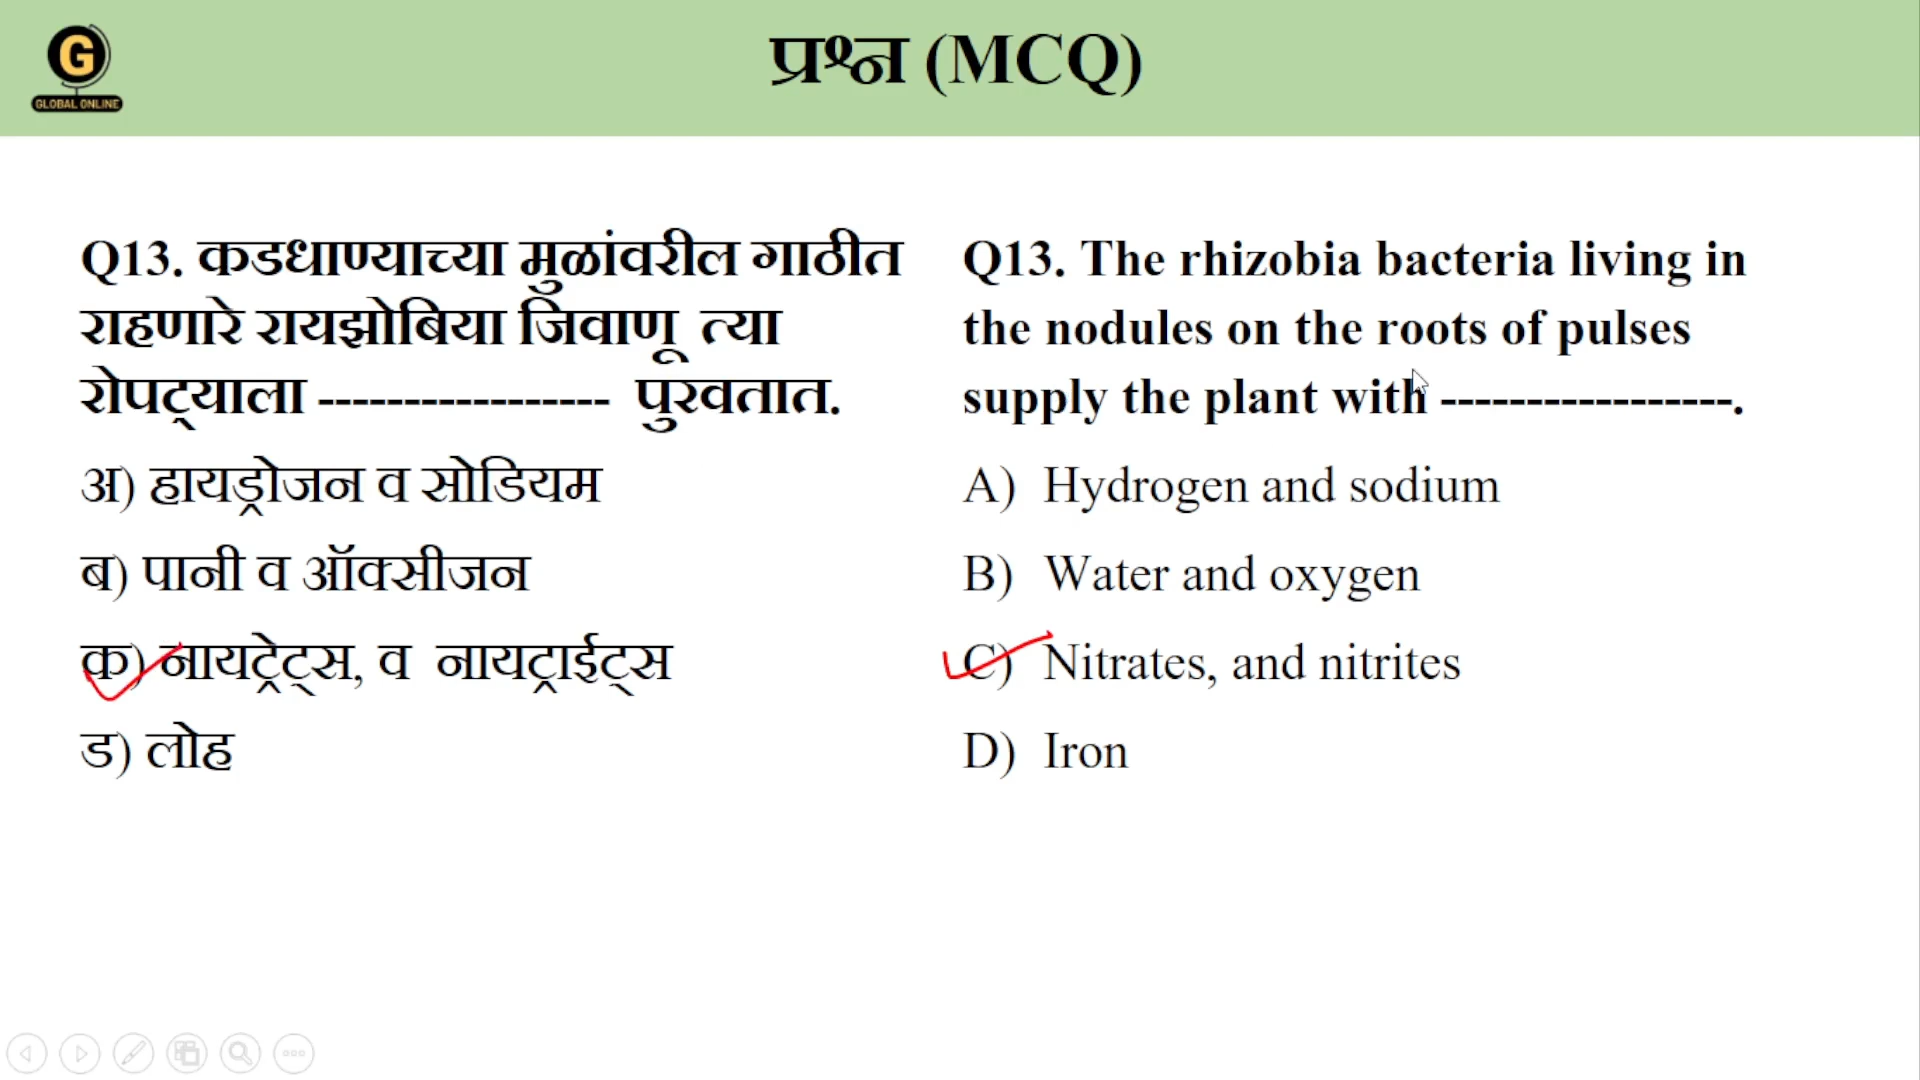 G
GLOBAL ONLINE
प्रश्न (MCQ)
Q13. कडधाण्याच्या मुळांवरील गाठीत
राहणारे रायझोबिया जिवाणू त्या
रोपट्याला ----------------- पुरवतात.
अ) हायड्रोजन व सोडियम
ब) पानी व ऑक्सीजन
क) नायट्रेट्स, व नायट्राईट्स
ड) लोह
Q13. The rhizobia bacteria living in
the nodules on the roots of pulses
supply the plant with -----------------.
A) Hydrogen and sodium
B) Water and oxygen
C) Nitrates, and nitrites
D) Iron